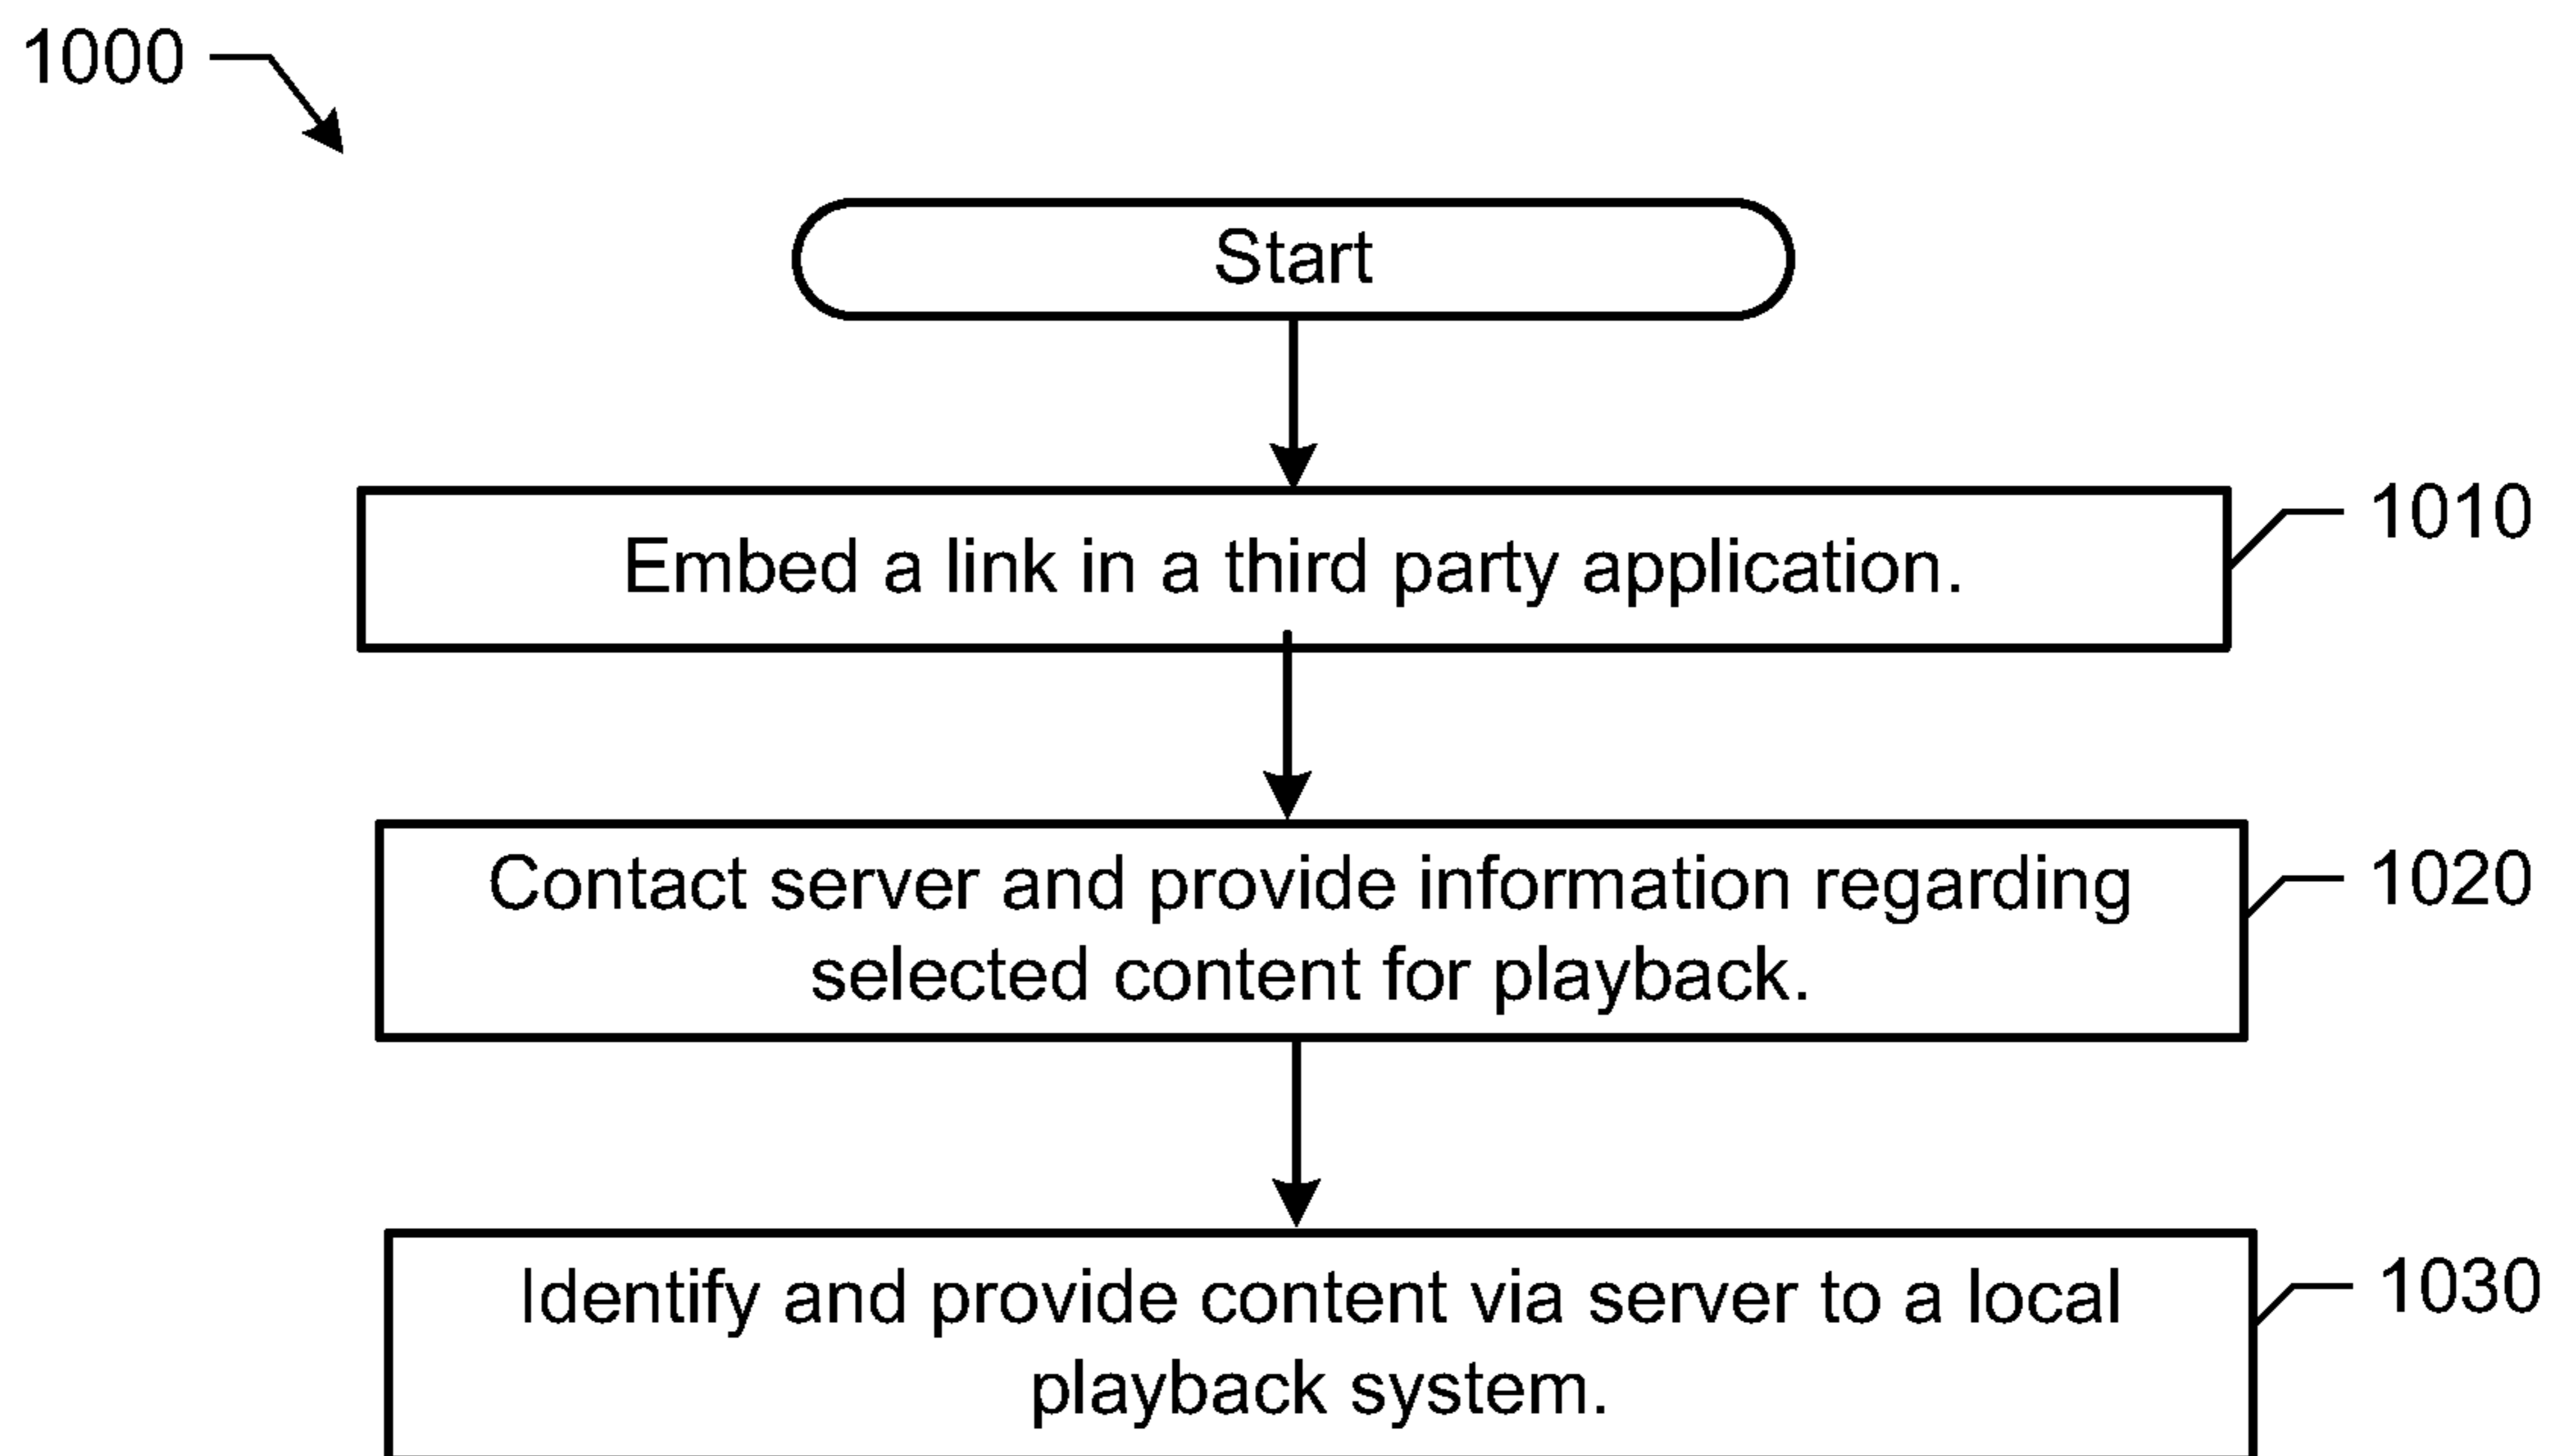 1000
Start
Embed a link in a third party application.
1010
Contact server and provide information regarding
selected content for playback.
1020
Identify and provide content via server to a local
playback system.
1030